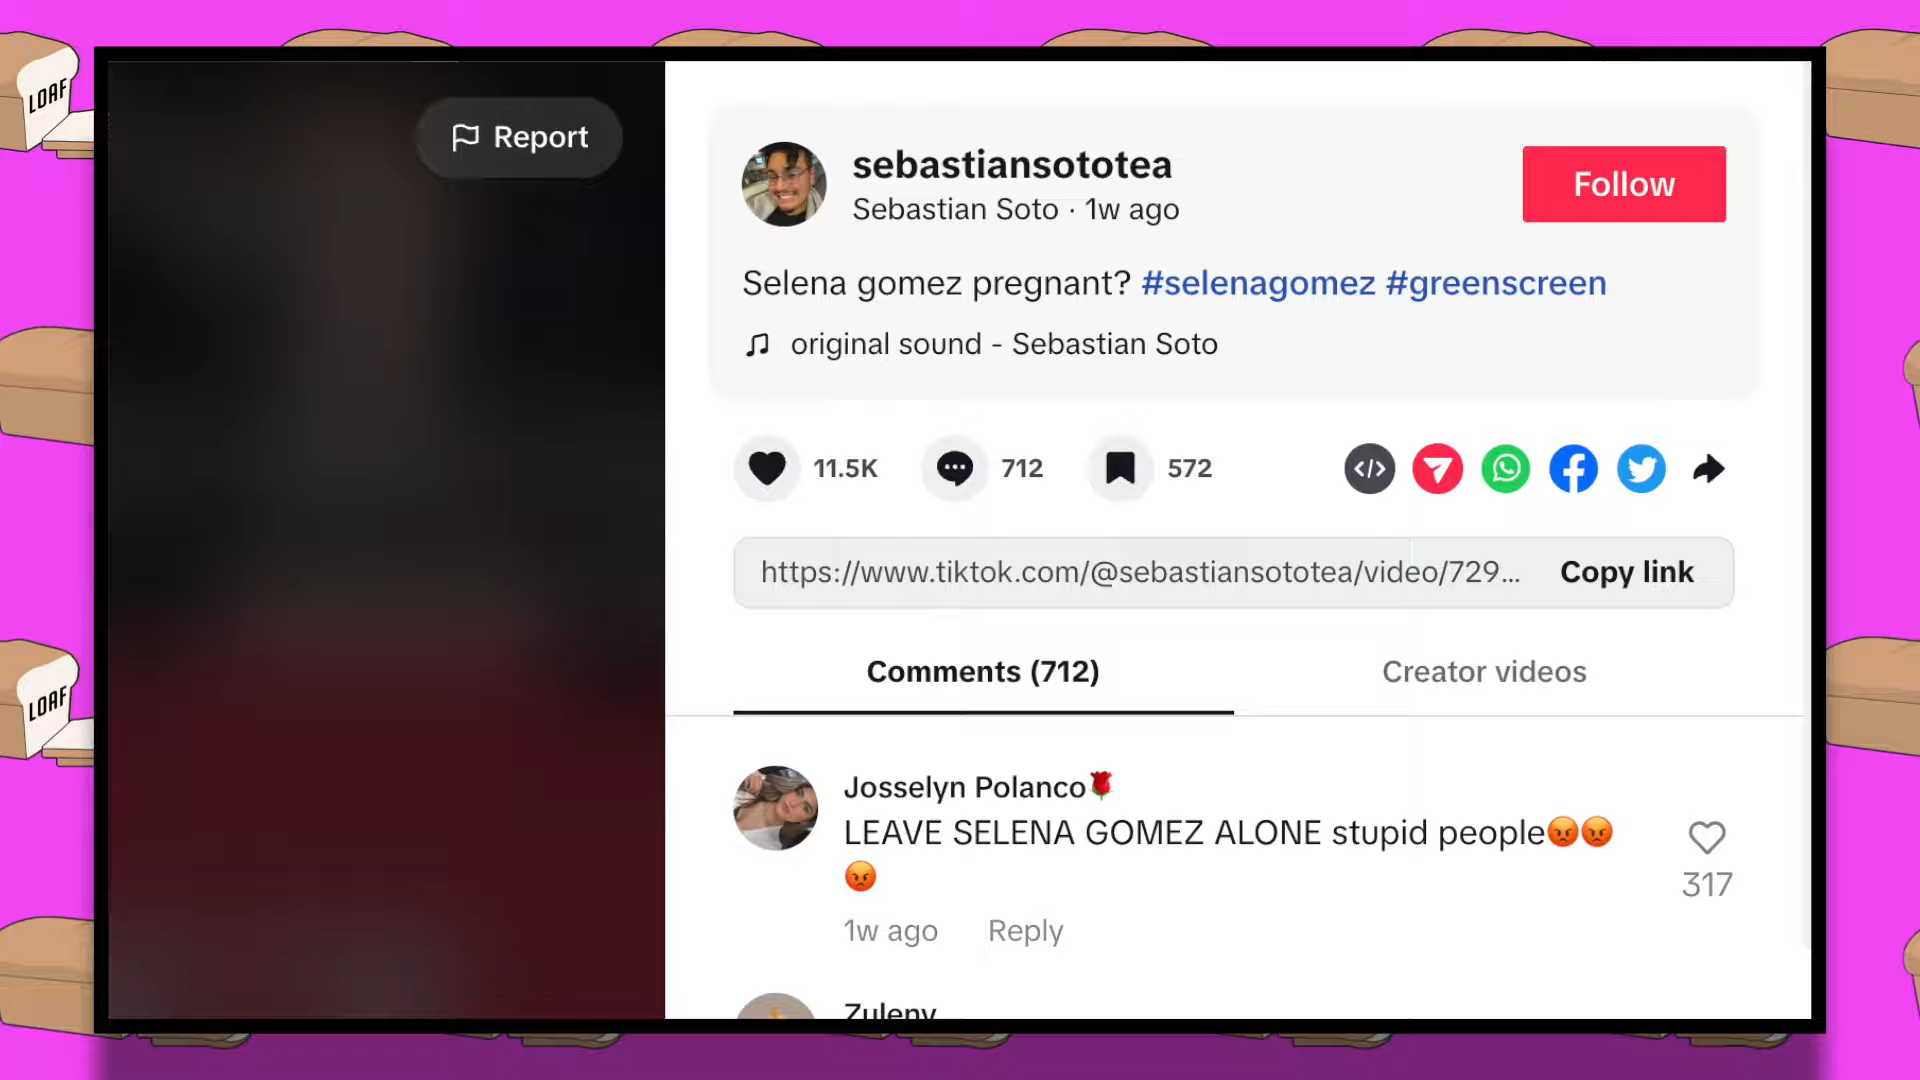 LOAF
Report
sebastiansototea
Sebastian Soto · 1w ago
Follow
Selena gomez pregnant? #selenagomez #greenscreen
original sound - Sebastian Soto
11.5K
712
572
https://www.tiktok.com/@sebastiansototea/video/729...
Copy link
Comments (712)
Creator videos
Josselyn Polanco🌹
LEAVE SELENA GOMEZ ALONE stupid people😡😡
😡
317
1w ago
Reply
LOAF
Zuleny